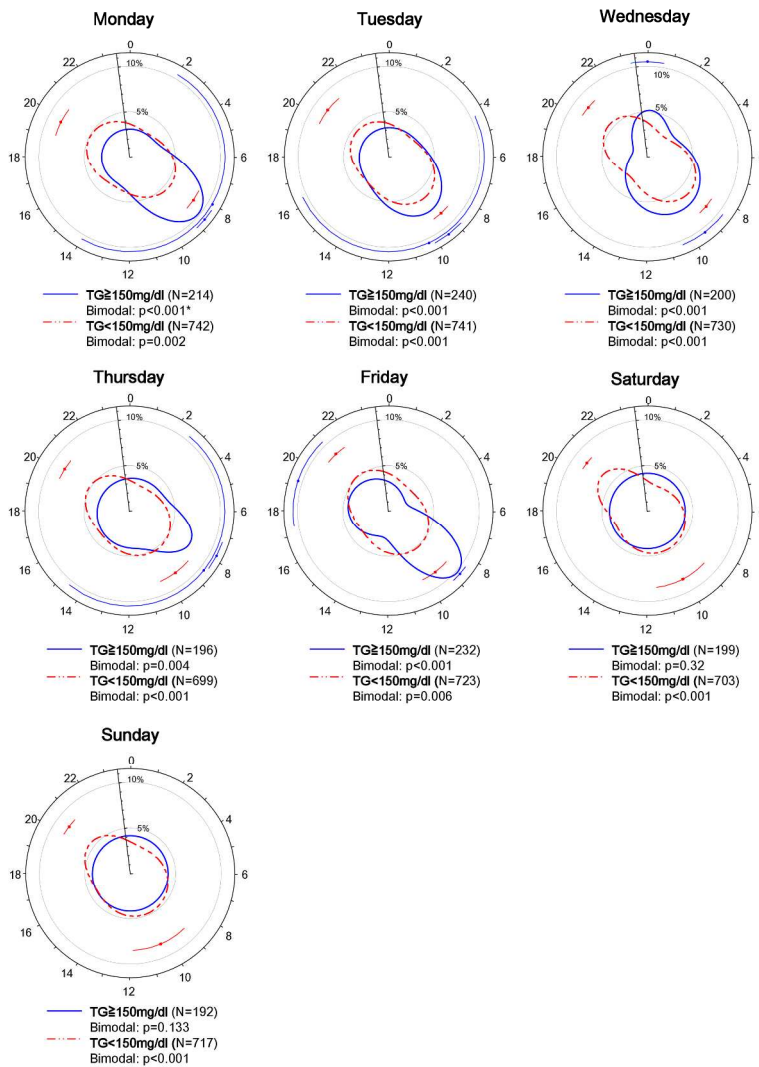 Monday
0
2
4
6
8
10
12
14
16
18
20
22
10%
5%
TG≧150mg/dl (N=214)
Bimodal: p<0.001*
TG<150mg/dl (N=742)
Bimodal: p=0.002
Tuesday
0
2
4
6
8
10
12
14
16
18
20
22
10%
5%
TG≧150mg/dl (N=240)
Bimodal: p<0.001
TG<150mg/dl (N=741)
Bimodal: p<0.001
Wednesday
0
2
4
6
8
10
12
14
16
18
20
22
10%
5%
TG≧150mg/dl (N=200)
Bimodal: p<0.001
TG<150mg/dl (N=730)
Bimodal: p<0.001
Thursday
0
2
4
6
8
10
12
14
16
18
20
22
10%
5%
TG≧150mg/dl (N=196)
Bimodal: p=0.004
TG<150mg/dl (N=699)
Bimodal: p<0.001
Friday
0
2
4
6
8
10
12
14
16
18
20
22
10%
5%
TG≧150mg/dl (N=232)
Bimodal: p<0.001
TG<150mg/dl (N=723)
Bimodal: p=0.006
Saturday
0
2
4
6
8
10
12
14
16
18
20
22
10%
5%
TG≧150mg/dl (N=199)
Bimodal: p=0.32
TG<150mg/dl (N=703)
Bimodal: p<0.001
Sunday
0
2
4
6
8
10
12
14
16
18
20
22
10%
5%
TG≧150mg/dl (N=192)
Bimodal: p=0.133
TG<150mg/dl (N=717)
Bimodal: p<0.001